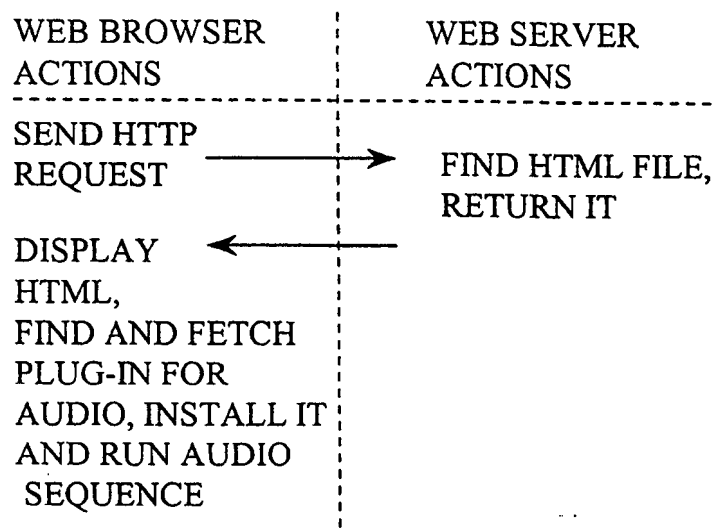 WEB BROWSER
ACTIONS
WEB SERVER
ACTIONS
SEND HTTP
REQUEST
FIND HTML FILE,
RETURN IT
DISPLAY
HTML,
FIND AND FETCH
PLUG-IN FOR
AUDIO, INSTALL IT
AND RUN AUDIO
SEQUENCE